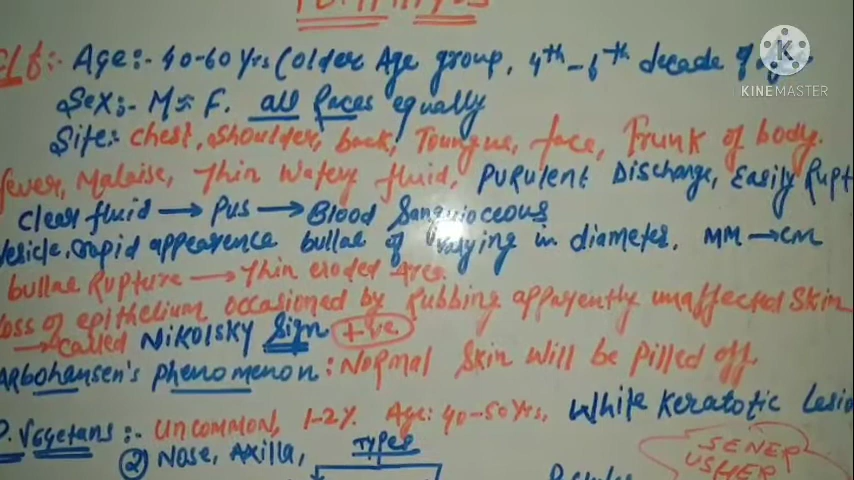 KINEMASTER
C/f:- Age:- 40-60 Yrs (older Age group, 4th-6th decade of
Sex:- M = F. all Races equally
Site:- chest, shoulder, back, Toungue, face, Trunk of body.
fever, Malaise, Thin Watery fluid, PURULENT Discharge, Easily Rupt
Clear fluid → Pus → Blood Sanguioceous
Vesicle, rapid appearence bullae of varying in diameter, MM → CM
bullae Rupture → Thin eroded Area
loss of epithelium occasioned by Rubbing apparently unaffected Skin
→ called NIKOLSKY Sign +ve
ARbohansen's phenomenon: Normal Skin will be pilled off.
P. Vegetans:- Uncommon, 1-2%. Age: 40-50 Yrs, White Keratotic Lesio
② Nose, Axilla, Types
SENER
USHER